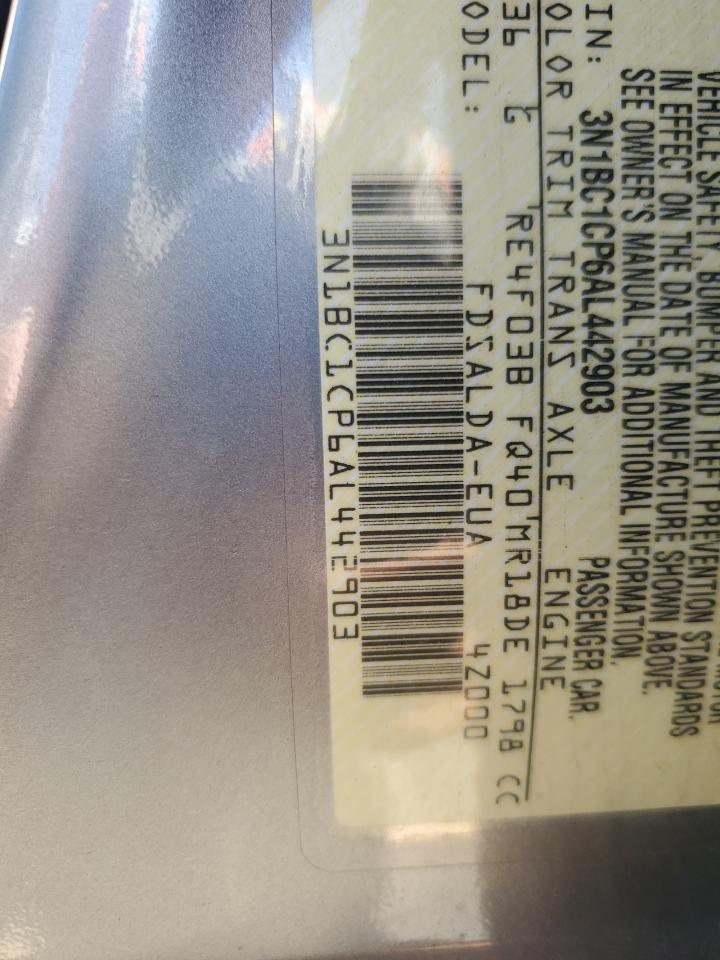 VEHICLE SAFETY, BUMPER AND THEFT PREVENTION STANDARDS
IN EFFECT ON THE DATE OF MANUFACTURE SHOWN ABOVE.
SEE OWNER'S MANUAL FOR ADDITIONAL INFORMATION.
IN: 3N1BC1CP6AL442903 PASSENGER CAR.
OLOR TRIM TRANS AXLE ENGINE
36 G RE4F03B FQ40 MR18DE 1798 CC
ODEL: FDSALDA-EUA 4Z000
3N1BC1CP6AL442903